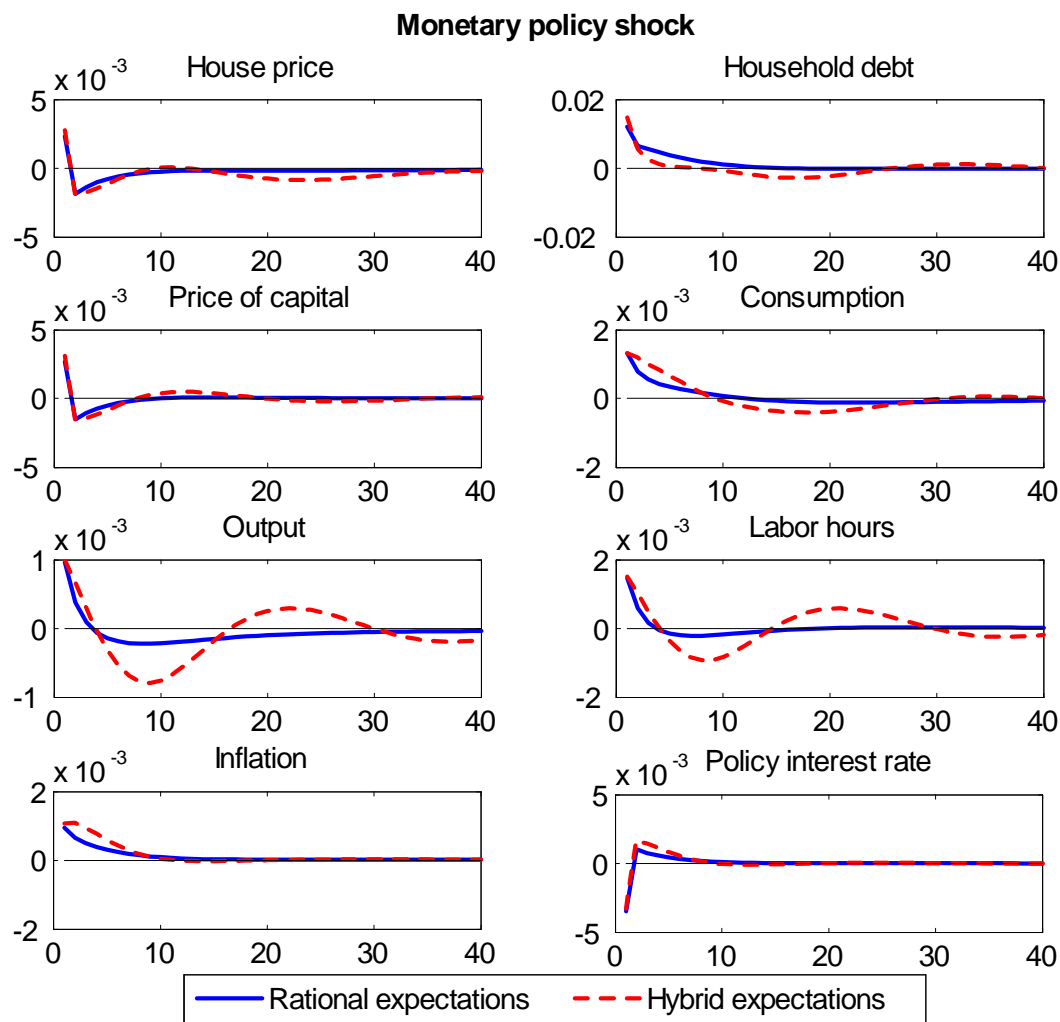 Monetary policy shock
House price
x 10 -3
5
0
-5
0 10 20 30 40
Household debt
0.02
0
-0.02
0 10 20 30 40
Price of capital
x 10 -3
5
0
-5
0 10 20 30 40
Consumption
x 10 -3
2
0
-2
0 10 20 30 40
Output
x 10 -3
1
0
-1
0 10 20 30 40
Labor hours
x 10 -3
2
0
-2
0 10 20 30 40
Inflation
x 10 -3
2
0
-2
0 10 20 30 40
Policy interest rate
x 10 -3
5
0
-5
0 10 20 30 40
Rational expectations Hybrid expectations